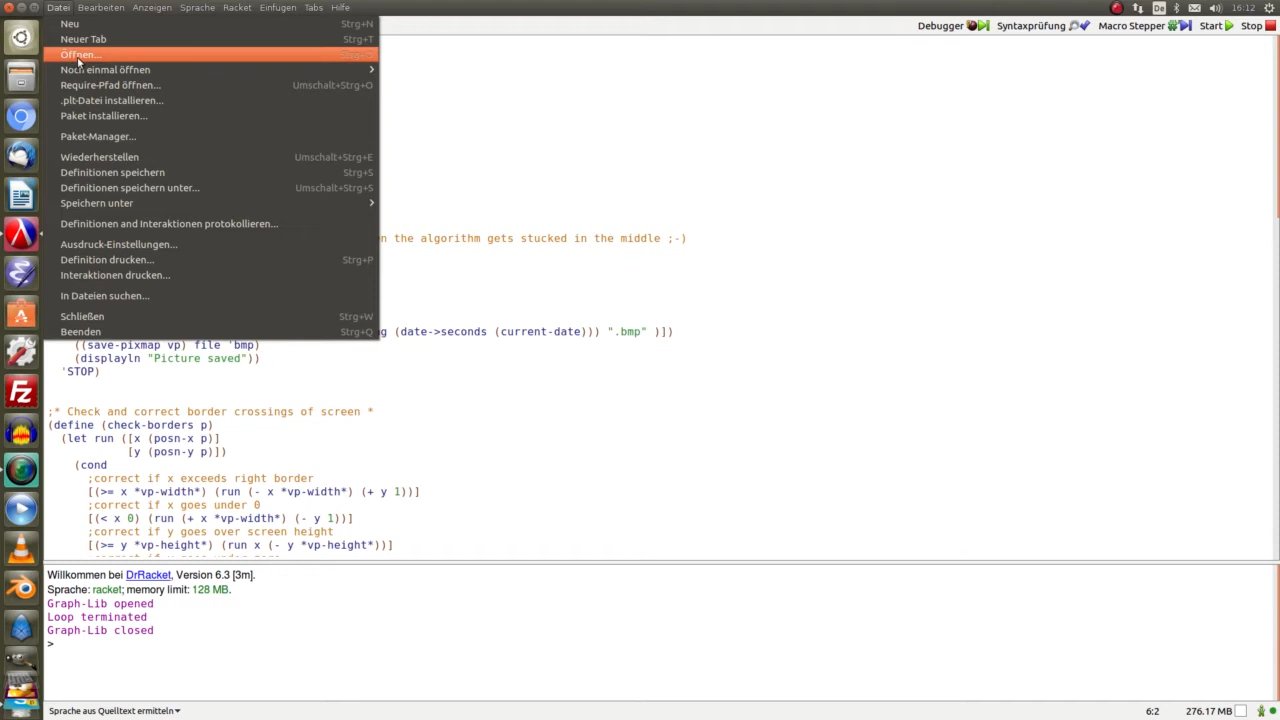 Datei Bearbeiten Anzeigen Sprache Racket Einfügen Tabs Hilfe De 16:12
Debugger Syntaxprüfung Macro Stepper Start Stop
Neu Strg+N
Neuer Tab Strg+T
Öffnen... Strg+O
Noch einmal öffnen
Require-Pfad öffnen... Umschalt+Strg+O
.plt-Datei installieren...
Paket installieren...
Paket-Manager...
Wiederherstellen Umschalt+Strg+E
Definitionen speichern Strg+S
Definitionen speichern unter... Umschalt+Strg+S
Speichern unter
Definitionen and Interaktionen protokollieren...
n the algorithm gets stucked in the middle ;-)
Ausdruck-Einstellungen...
Definition drucken... Strg+P
Interaktionen drucken...
In Dateien suchen...
Schließen Strg+W
Beenden Strg+Q
g (date->seconds (current-date))) ".bmp" )])
((save-pixmap vp) file 'bmp)
(displayln "Picture saved"))
'STOP)
;* Check and correct border crossings of screen *
(define (check-borders p)
(let run ([x (posn-x p)]
[y (posn-y p)])
(cond
;correct if x exceeds right border
[(>= x *vp-width*) (run (- x *vp-width*) (+ y 1))]
;correct if x goes under 0
[(< x 0) (run (+ x *vp-width*) (- y 1))]
;correct if y goes over screen height
[(>= y *vp-height*) (run x (- y *vp-height*))]
Willkommen bei DrRacket, Version 6.3 [3m].
Sprache: racket; memory limit: 128 MB.
Graph-Lib opened
Loop terminated
Graph-Lib closed
>
Sprache aus Quelltext ermitteln 6:2 276.17 MB